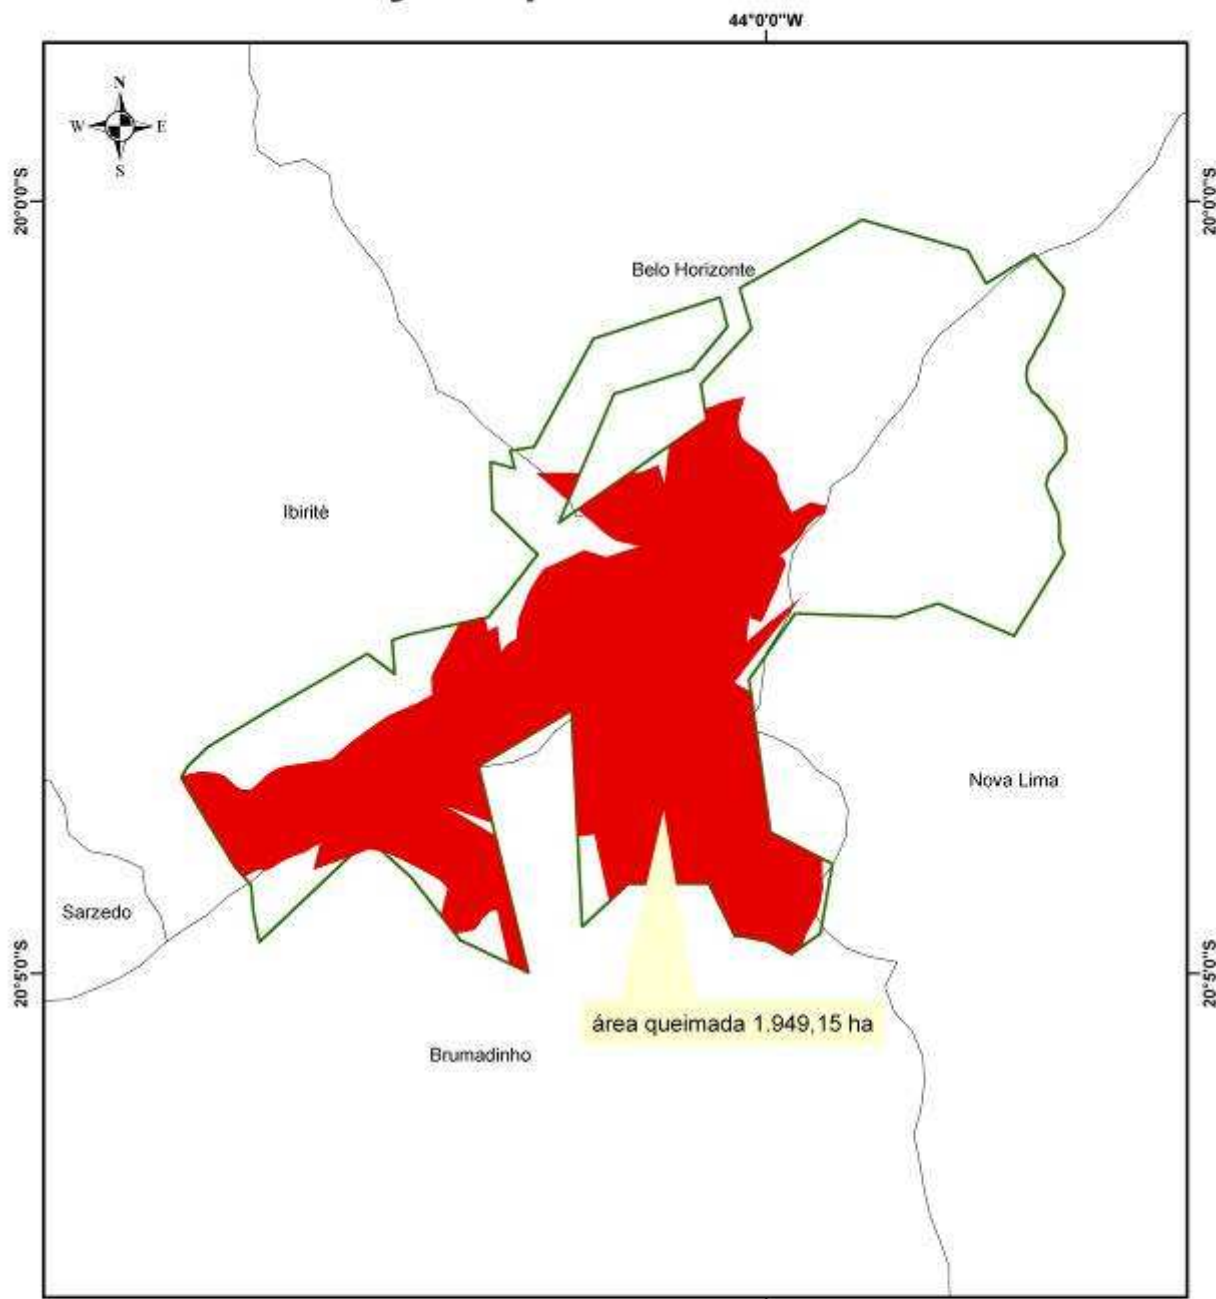 44°0'0"W
N
W E
S
20°0'0"S
20°0'0"S
Belo Horizonte
Ibirité
Nova Lima
Sarzedo
20°5'0"S
20°5'0"S
área queimada 1.949,15 ha
Brumadinho